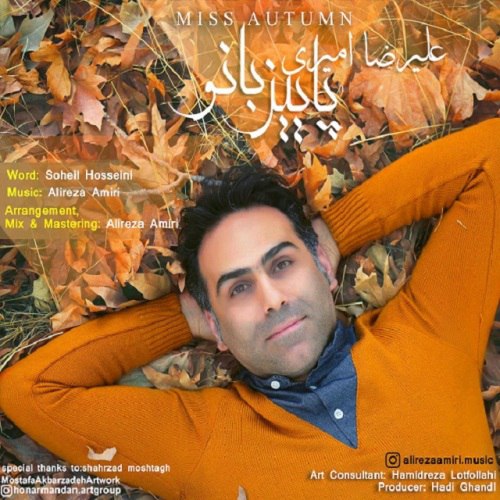 MISS AUTUMN
علیرضا امیری
پاییز بانو
Word: Soheil Hosseini
Music: Alireza Amiri
Arrangement,
Mix & Mastering: Alireza Amiri
alirezaamiri.music
special thanks to:shahrzad moshtagh
MostafaAkbarzadehArtwork
honarmandan.artgroup
Art Consultant: Hamidreza Lotfollahi
Producer: Hadi Ghandi